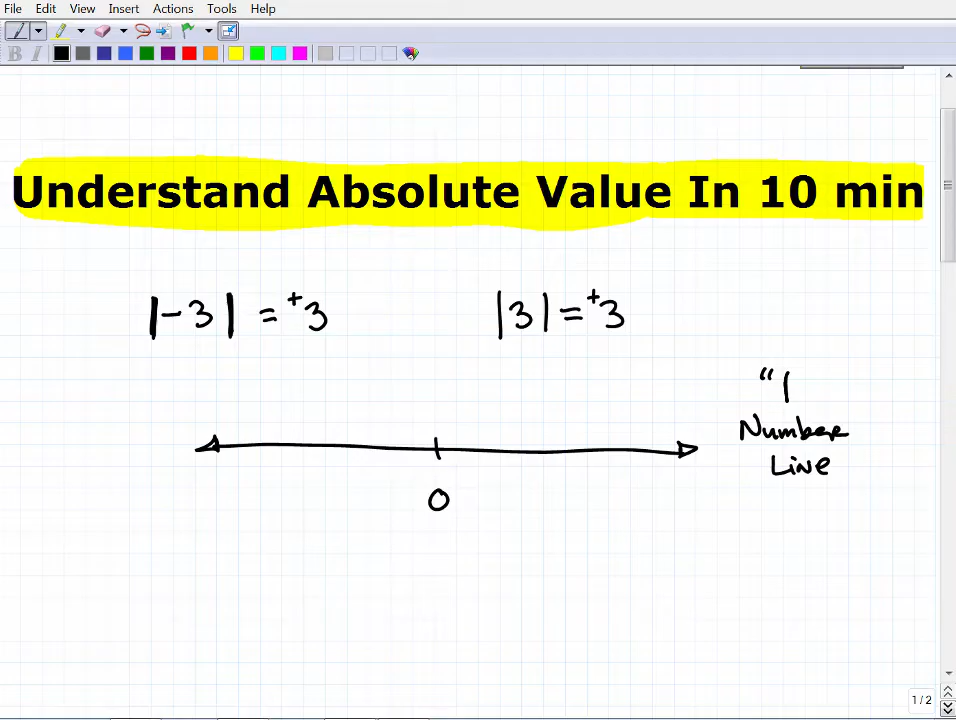 File Edit View Insert Actions Tools Help
B I
Understand Absolute Value In 10 min
|-3| = +3 |3| = +3
"|
Number
Line
0
1 / 2